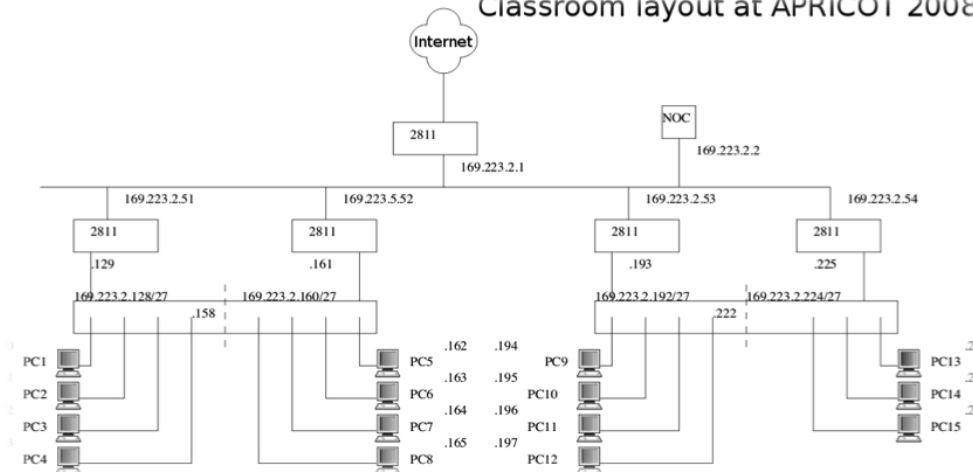 Classroom layout at APRICOT 2008
Internet
2811
NOC
169.223.2.2
169.223.2.1
169.223.2.51
169.223.5.52
169.223.2.53
169.223.2.54
2811
2811
2811
2811
.129
.161
.193
.225
169.223.2.128/27
169.223.2.160/27
169.223.2.192/27
169.223.2.224/27
.158
.222
PC1
PC5
.162
.194
PC9
PC13
PC2
PC6
.163
.195
PC10
PC14
PC3
PC7
.164
.196
PC11
PC15
PC4
PC8
.165
.197
PC12